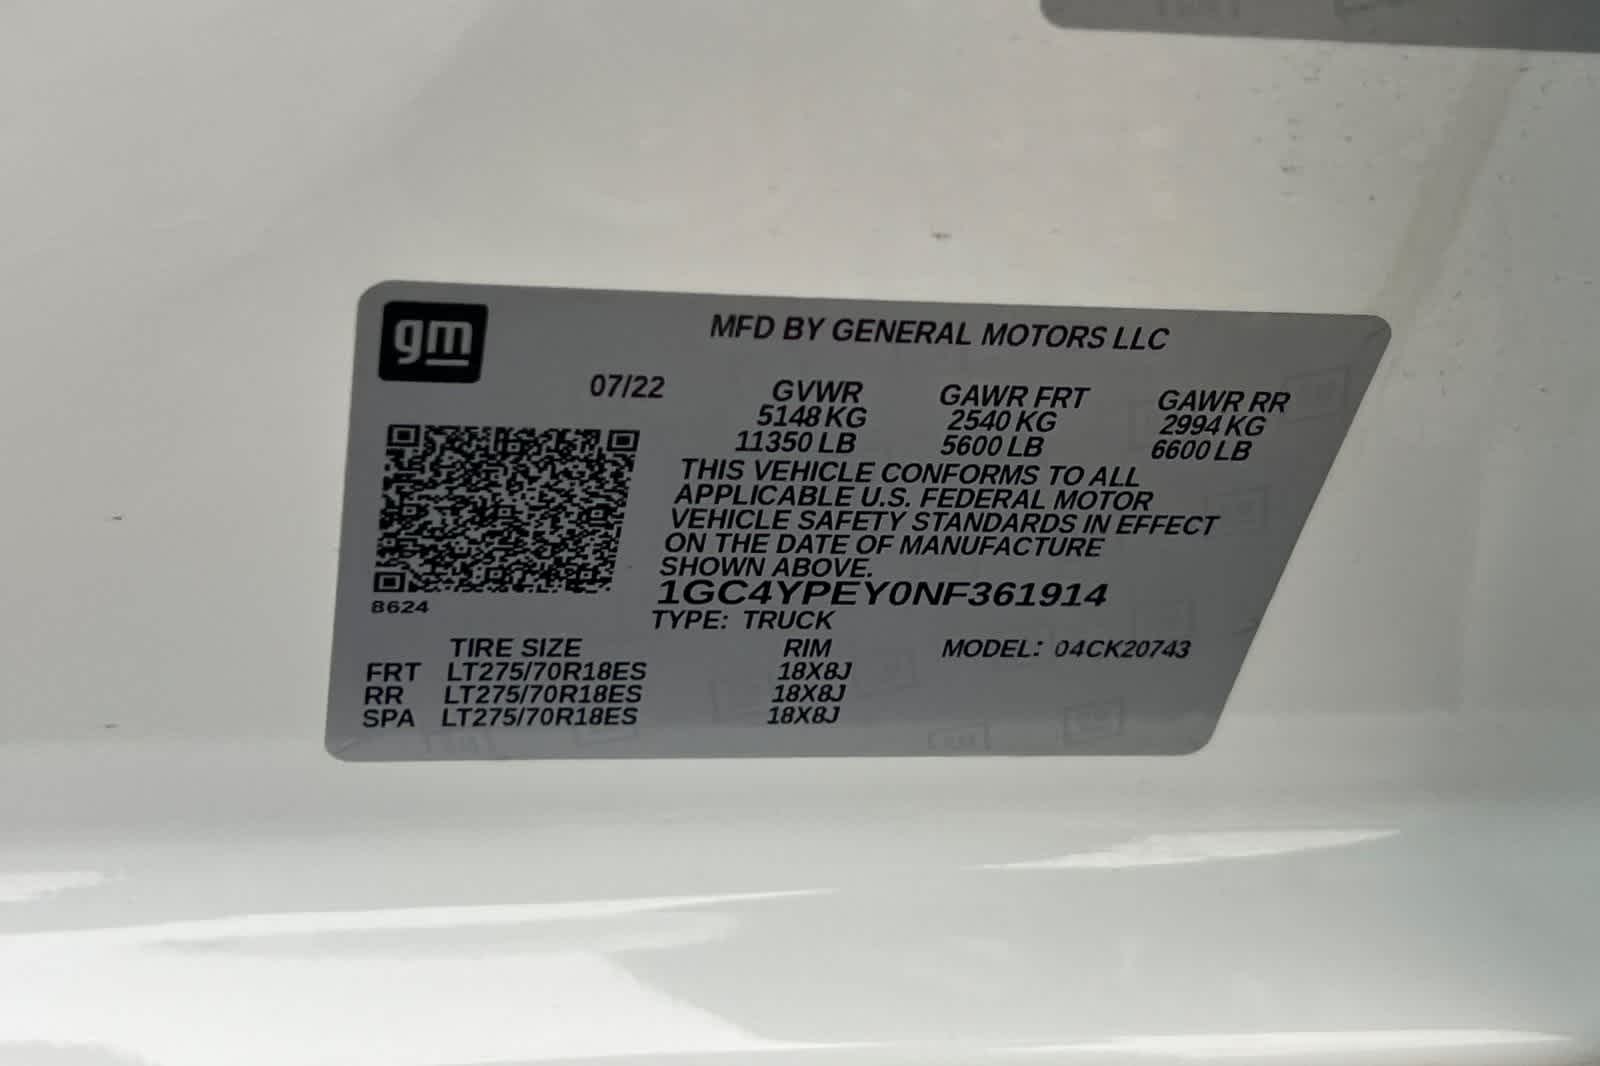 gm
MFD BY GENERAL MOTORS LLC
07/22 GVWR GAWR FRT GAWR RR
5148 KG 2540 KG 2994 KG
11350 LB 5600 LB 6600 LB
THIS VEHICLE CONFORMS TO ALL
APPLICABLE U.S. FEDERAL MOTOR
VEHICLE SAFETY STANDARDS IN EFFECT
ON THE DATE OF MANUFACTURE
SHOWN ABOVE.
1GC4YPEY0NF361914
8624
TYPE: TRUCK
TIRE SIZE RIM MODEL: 04CK20743
FRT LT275/70R18ES 18X8J
RR LT275/70R18ES 18X8J
SPA LT275/70R18ES 18X8J